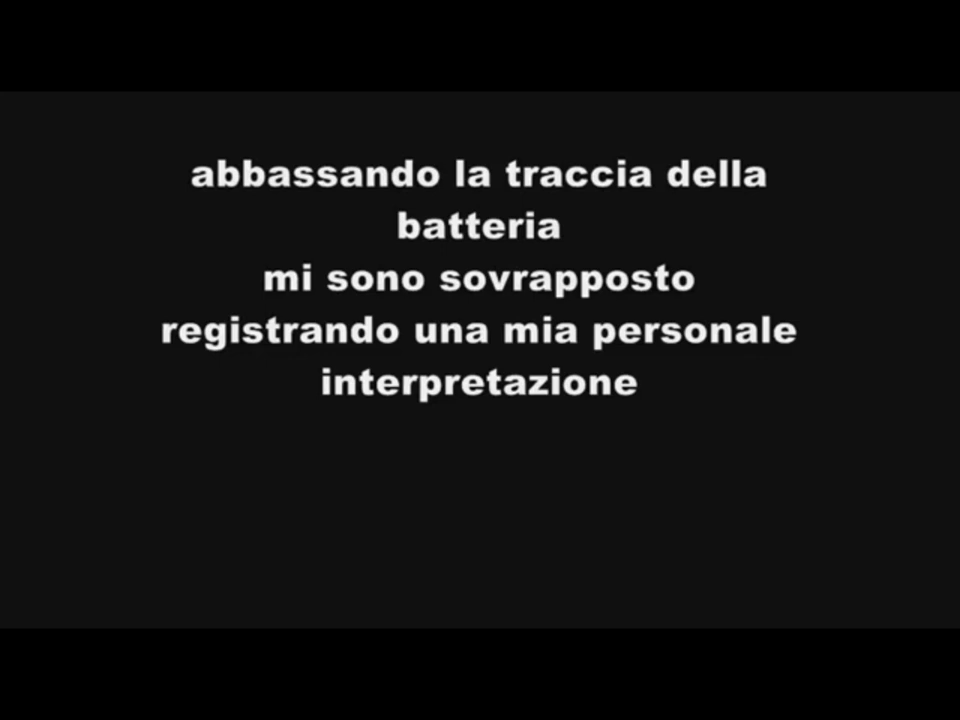 abbassando la traccia della
batteria
mi sono sovrapposto
registrando una mia personale
interpretazione